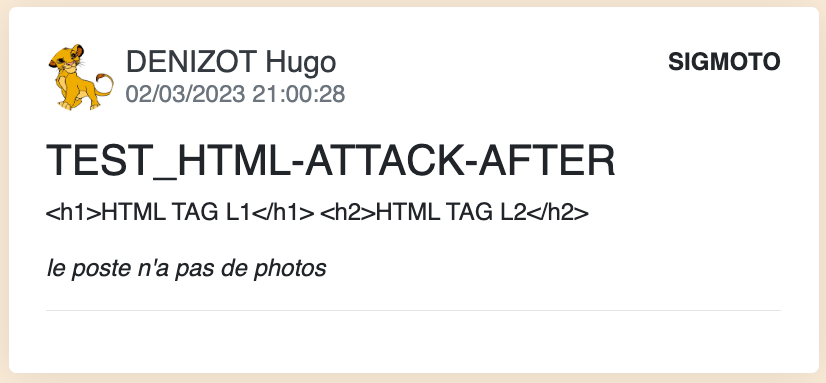 DENIZOT Hugo
SIGMOTO
02/03/2023 21:00:28
TEST_HTML-ATTACK-AFTER
<h1>HTML TAG L1</h1> <h2>HTML TAG L2</h2>
le poste n'a pas de photos